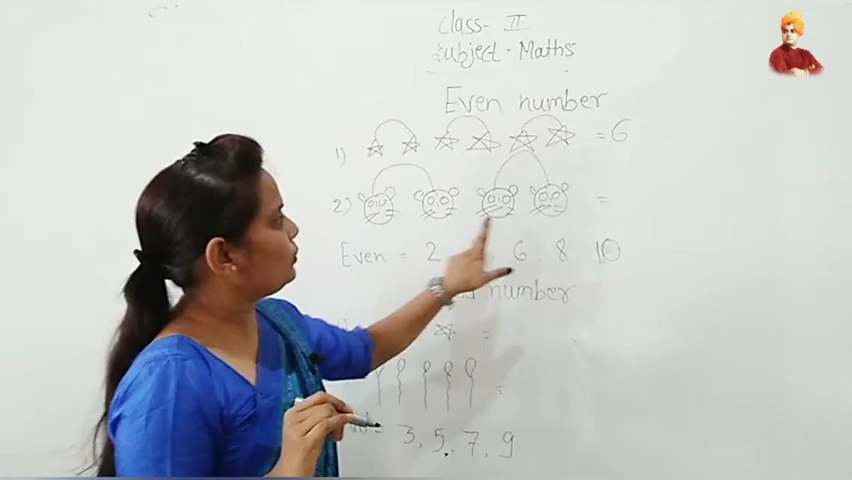 Class- II
Subject - Maths
Even number
1) = 6
2) =
Even = 2 6 8 10
number
=
=
= 3, 5, 7, 9